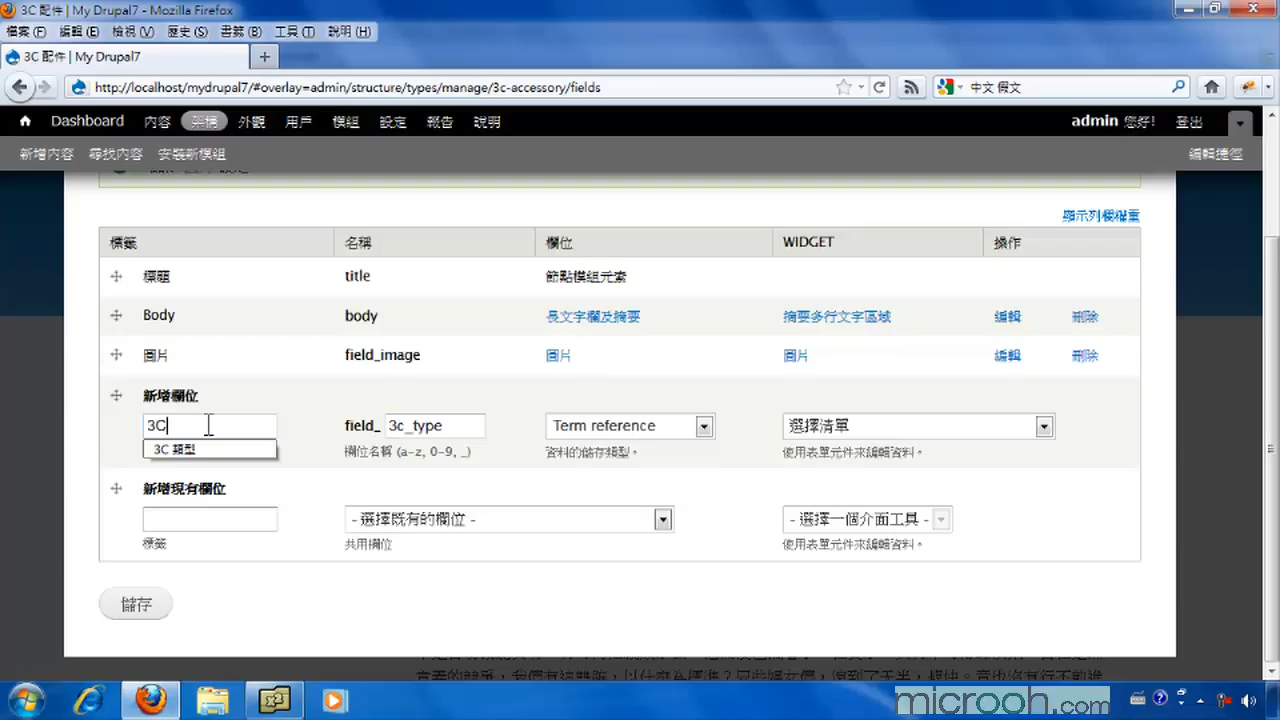 3C 配件 | My Drupal7 - Mozilla Firefox
檔案(F) 編輯(E) 檢視(V) 歷史(S) 書籤(B) 工具(T) 說明(H)
3C 配件 | My Drupal7
http://localhost/mydrupal7/#overlay=admin/structure/types/manage/3c-accessory/fields
中文 假文
Dashboard 內容 架構 外觀 用戶 模組 設定 報告 說明
admin 您好! 登出
新增內容 尋找內容 安裝新模組
編輯捷徑
顯示列欄權重
標籤 名稱 欄位 WIDGET 操作
標題 title 節點模組元素
Body body 長文字欄及摘要 摘要多行文字區域 編輯 刪除
圖片 field_image 圖片 圖片 編輯 刪除
新增欄位
3C field_ 3c_type Term reference 選擇清單
3C 類型 欄位名稱 (a-z, 0-9, _) 資料的儲存類型。 使用表單元件來編輯資料。
新增現有欄位
- 選擇既有的欄位 - - 選擇一個介面工具 -
標籤 共用欄位 使用表單元件來編輯資料。
儲存
microoh.com